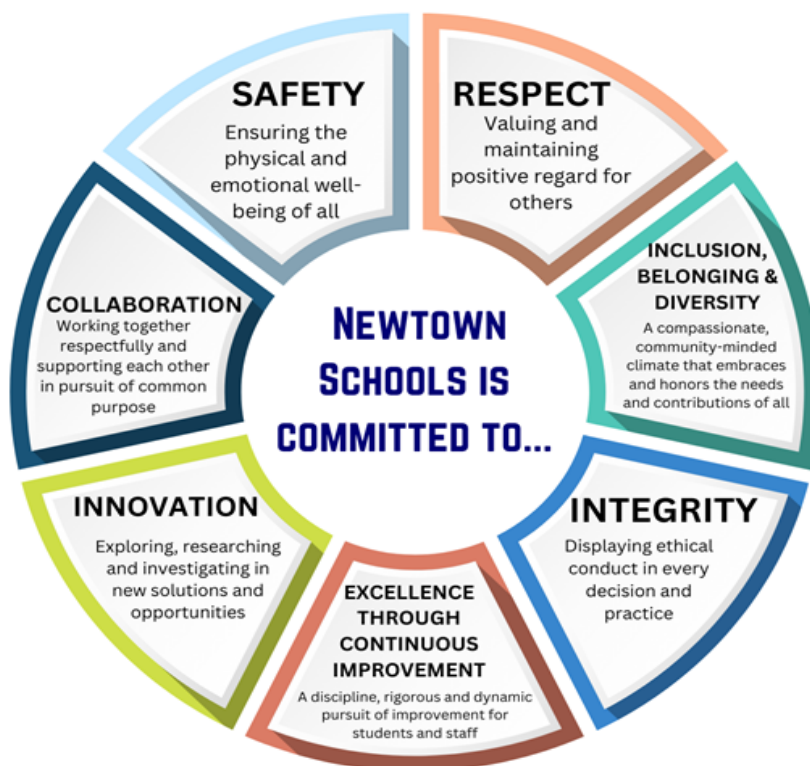 NEWTOWN
SCHOOLS IS
COMMITTED TO...
SAFETY
Ensuring the
physical and
emotional well-
being of all
RESPECT
Valuing and
maintaining
positive regard for
others
INCLUSION,
BELONGING &
DIVERSITY
A compassionate,
community-minded
climate that embraces
and honors the needs
and contributions of all
INTEGRITY
Displaying ethical
conduct in every
decision and
practice
EXCELLENCE
THROUGH
CONTINUOUS
IMPROVEMENT
A discipline, rigorous and dynamic
pursuit of improvement for
students and staff
INNOVATION
Exploring, researching
and investigating in
new solutions and
opportunities
COLLABORATION
Working together
respectfully and
supporting each other
in pursuit of common
purpose